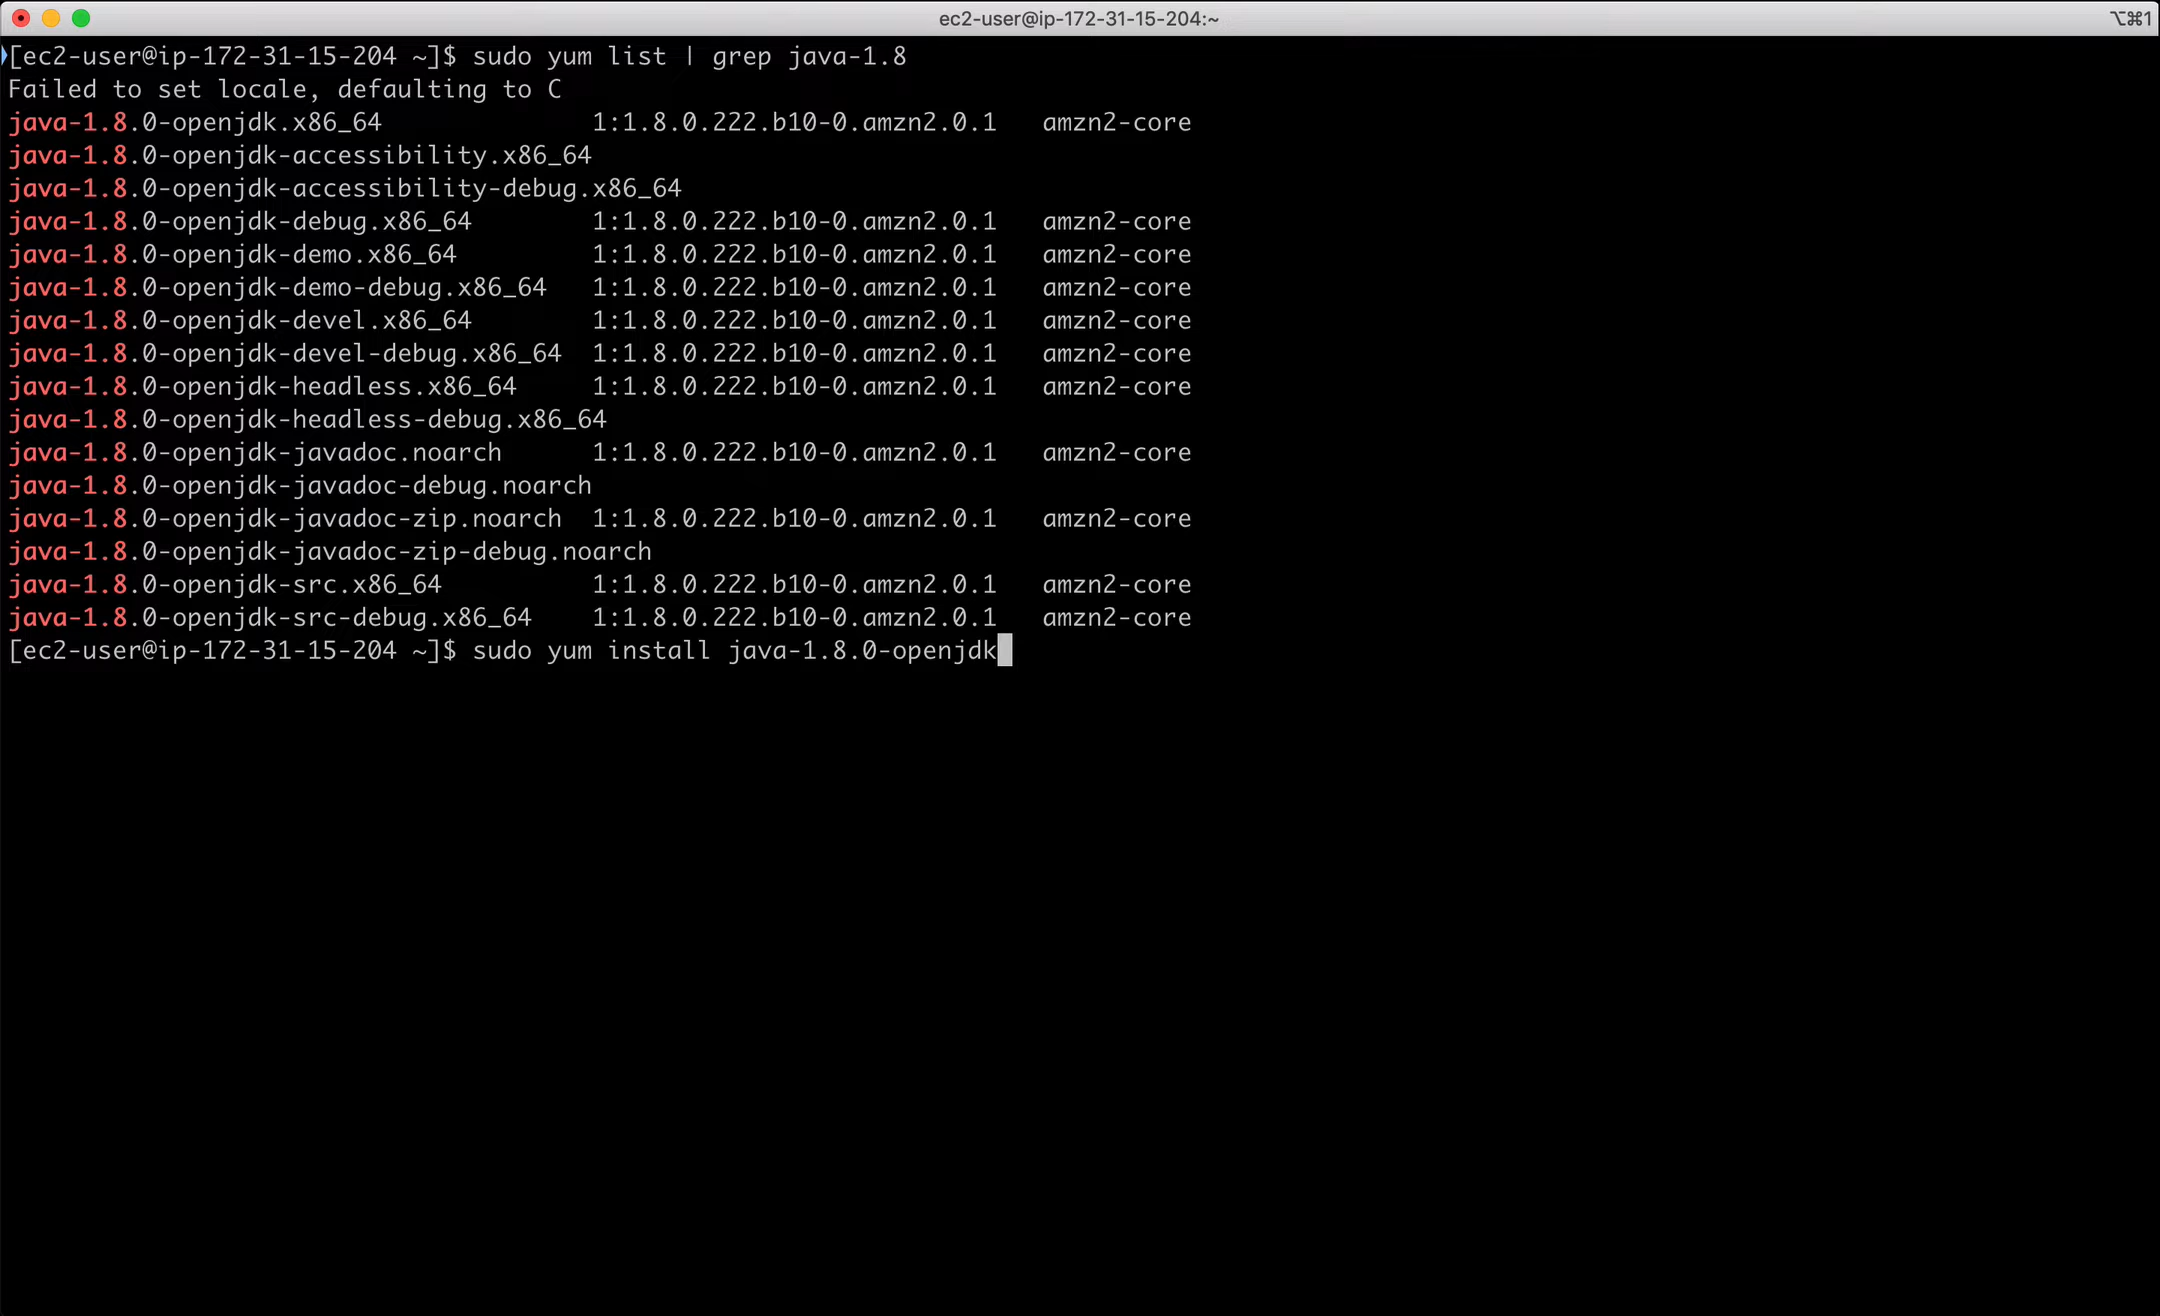 ec2-user@ip-172-31-15-204:~
⌥⌘1
[ec2-user@ip-172-31-15-204 ~]$ sudo yum list | grep java-1.8
Failed to set locale, defaulting to C
java-1.8.0-openjdk.x86_64 1:1.8.0.222.b10-0.amzn2.0.1 amzn2-core
java-1.8.0-openjdk-accessibility.x86_64
java-1.8.0-openjdk-accessibility-debug.x86_64
java-1.8.0-openjdk-debug.x86_64 1:1.8.0.222.b10-0.amzn2.0.1 amzn2-core
java-1.8.0-openjdk-demo.x86_64 1:1.8.0.222.b10-0.amzn2.0.1 amzn2-core
java-1.8.0-openjdk-demo-debug.x86_64 1:1.8.0.222.b10-0.amzn2.0.1 amzn2-core
java-1.8.0-openjdk-devel.x86_64 1:1.8.0.222.b10-0.amzn2.0.1 amzn2-core
java-1.8.0-openjdk-devel-debug.x86_64 1:1.8.0.222.b10-0.amzn2.0.1 amzn2-core
java-1.8.0-openjdk-headless.x86_64 1:1.8.0.222.b10-0.amzn2.0.1 amzn2-core
java-1.8.0-openjdk-headless-debug.x86_64
java-1.8.0-openjdk-javadoc.noarch 1:1.8.0.222.b10-0.amzn2.0.1 amzn2-core
java-1.8.0-openjdk-javadoc-debug.noarch
java-1.8.0-openjdk-javadoc-zip.noarch 1:1.8.0.222.b10-0.amzn2.0.1 amzn2-core
java-1.8.0-openjdk-javadoc-zip-debug.noarch
java-1.8.0-openjdk-src.x86_64 1:1.8.0.222.b10-0.amzn2.0.1 amzn2-core
java-1.8.0-openjdk-src-debug.x86_64 1:1.8.0.222.b10-0.amzn2.0.1 amzn2-core
[ec2-user@ip-172-31-15-204 ~]$ sudo yum install java-1.8.0-openjdk